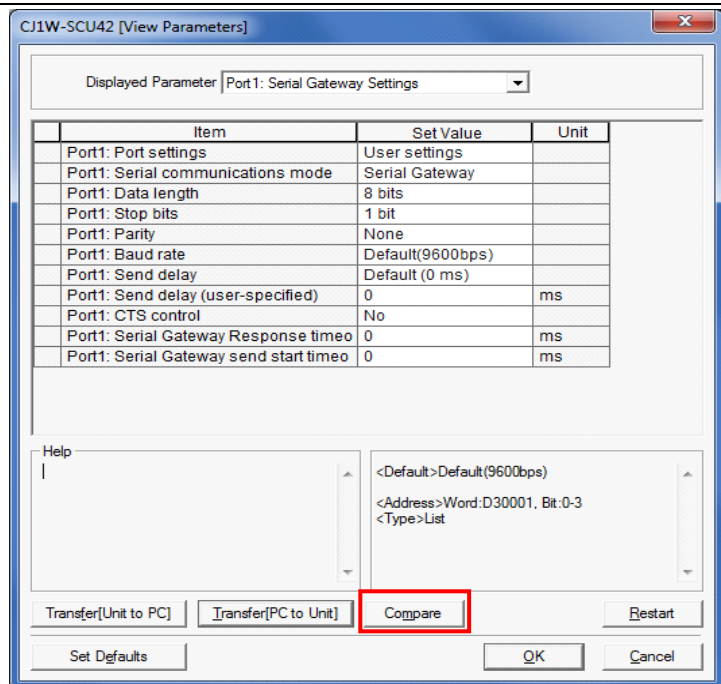 CJ1W-SCU42 [View Parameters]
Displayed Parameter Port1: Serial Gateway Settings
Item Set Value Unit
Port1: Port settings User settings
Port1: Serial communications mode Serial Gateway
Port1: Data length 8 bits
Port1: Stop bits 1 bit
Port1: Parity None
Port1: Baud rate Default(9600bps)
Port1: Send delay Default (0 ms)
Port1: Send delay (user-specified) 0 ms
Port1: CTS control No
Port1: Serial Gateway Response timeo 0 ms
Port1: Serial Gateway send start timeo 0 ms
Help
<Default>Default(9600bps)
<Address>Word:D30001, Bit:0-3
<Type>List
Transfer[Unit to PC] Transfer[PC to Unit] Compare Restart
Set Defaults OK Cancel